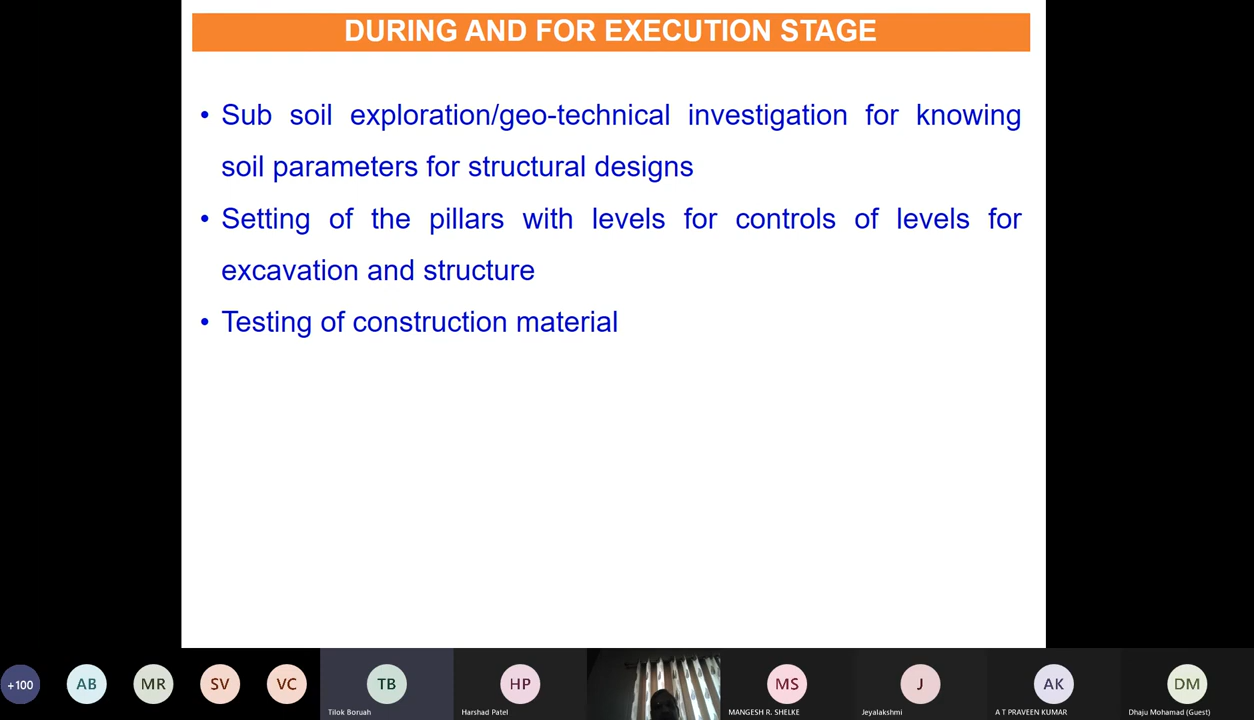 DURING AND FOR EXECUTION STAGE
• Sub soil exploration/geo-technical investigation for knowing
soil parameters for structural designs
• Setting of the pillars with levels for controls of levels for
excavation and structure
• Testing of construction material
+100
AB
MR
SV
VC
TB
HP
MS
J
AK
DM
Tilok Boruah
Harshad Patel
MANGESH R. SHELKE
Jeyalakshmi
A T PRAVEEN KUMAR
Dhaju Mohamad (Guest)